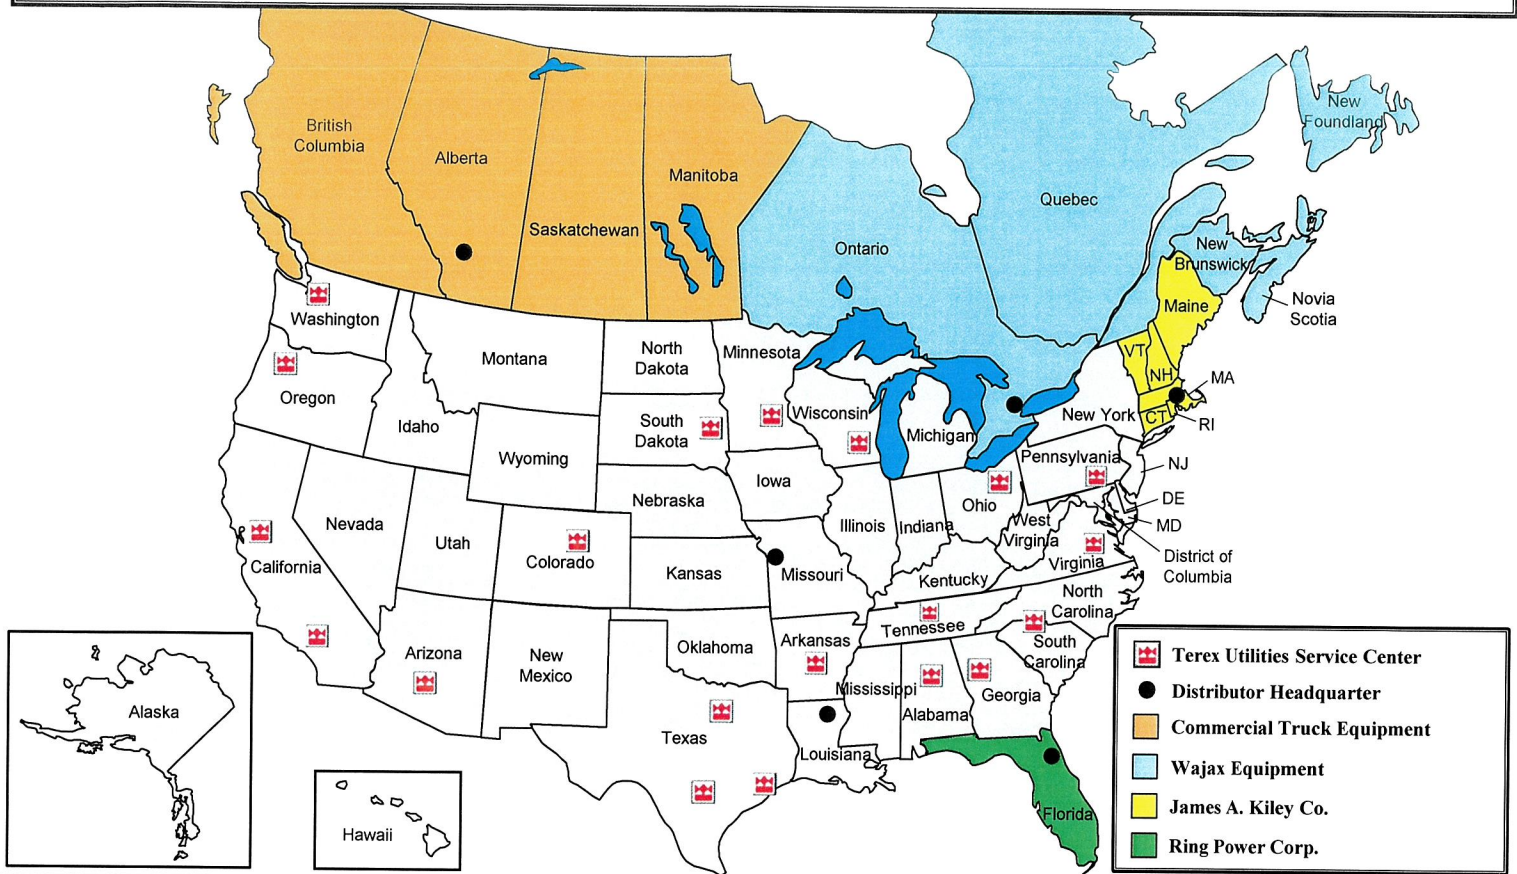 New
Foundland
British
Columbia
Alberta
Manitoba
Saskatchewan
Quebec
Ontario
New
Brunswick
Maine
Novia
Scotia
Washington
Oregon
Montana
Idaho
North
Dakota
South
Dakota
Minnesota
Wisconsin
Michigan
VT
NH
MA
CT
RI
New York
Pennsylvania
NJ
DE
MD
District of
Columbia
Wyoming
Nebraska
Iowa
Illinois
Indiana
Ohio
West
Virginia
Virginia
Nevada
Utah
Colorado
California
Kansas
Missouri
Kentucky
North
Carolina
Tennessee
South
Carolina
Arizona
New
Mexico
Oklahoma
Arkansas
Mississippi
Alabama
Georgia
Texas
Louisiana
Florida
Alaska
Hawaii
Terex Utilities Service Center
Distributor Headquarter
Commercial Truck Equipment
Wajax Equipment
James A. Kiley Co.
Ring Power Corp.